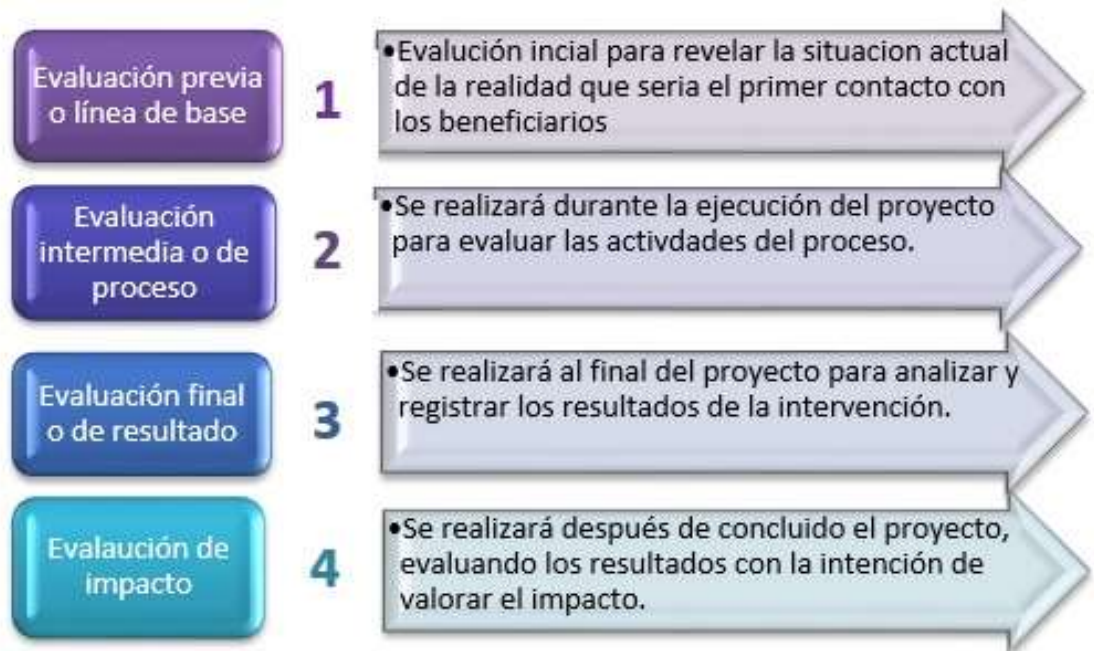 Evaluación previa
o línea de base
1
•Evalución incial para revelar la situacion actual
de la realidad que seria el primer contacto con
los beneficiarios
Evaluación
intermedia o de
proceso
2
•Se realizará durante la ejecución del proyecto
para evaluar las activdades del proceso.
Evaluación final
o de resultado
3
•Se realizará al final del proyecto para analizar y
registrar los resultados de la intervención.
Evalaución de
impacto
4
•Se realizará después de concluido el proyecto,
evaluando los resultados con la intención de
valorar el impacto.